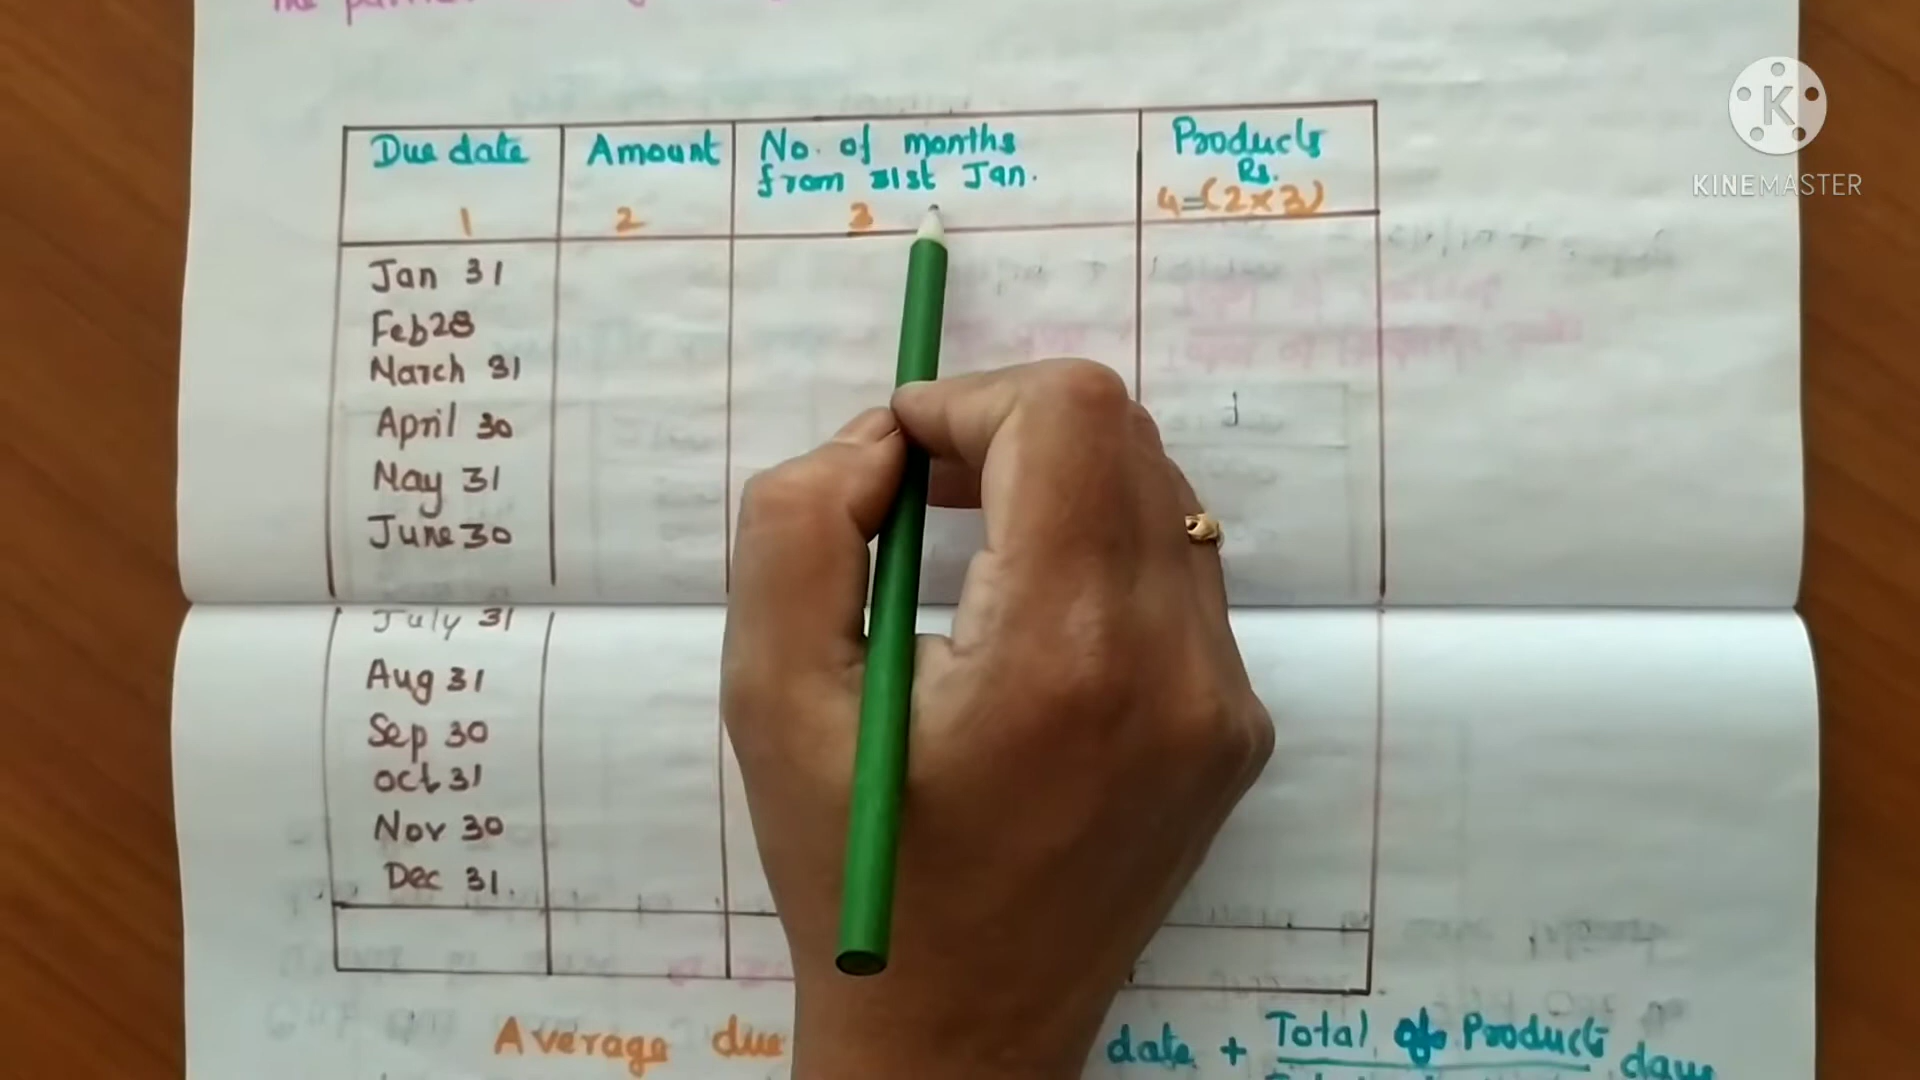 Due date Amount No. of months Products
from 31st Jan. Rs.
1 2 3 4=(2×3)
Jan 31
Feb 28
March 31
April 30
May 31
June 30
July 31
Aug 31
Sep 30
Oct 31
Nov 30
Dec 31.
Average due date + Total of Products days
KINEMASTER